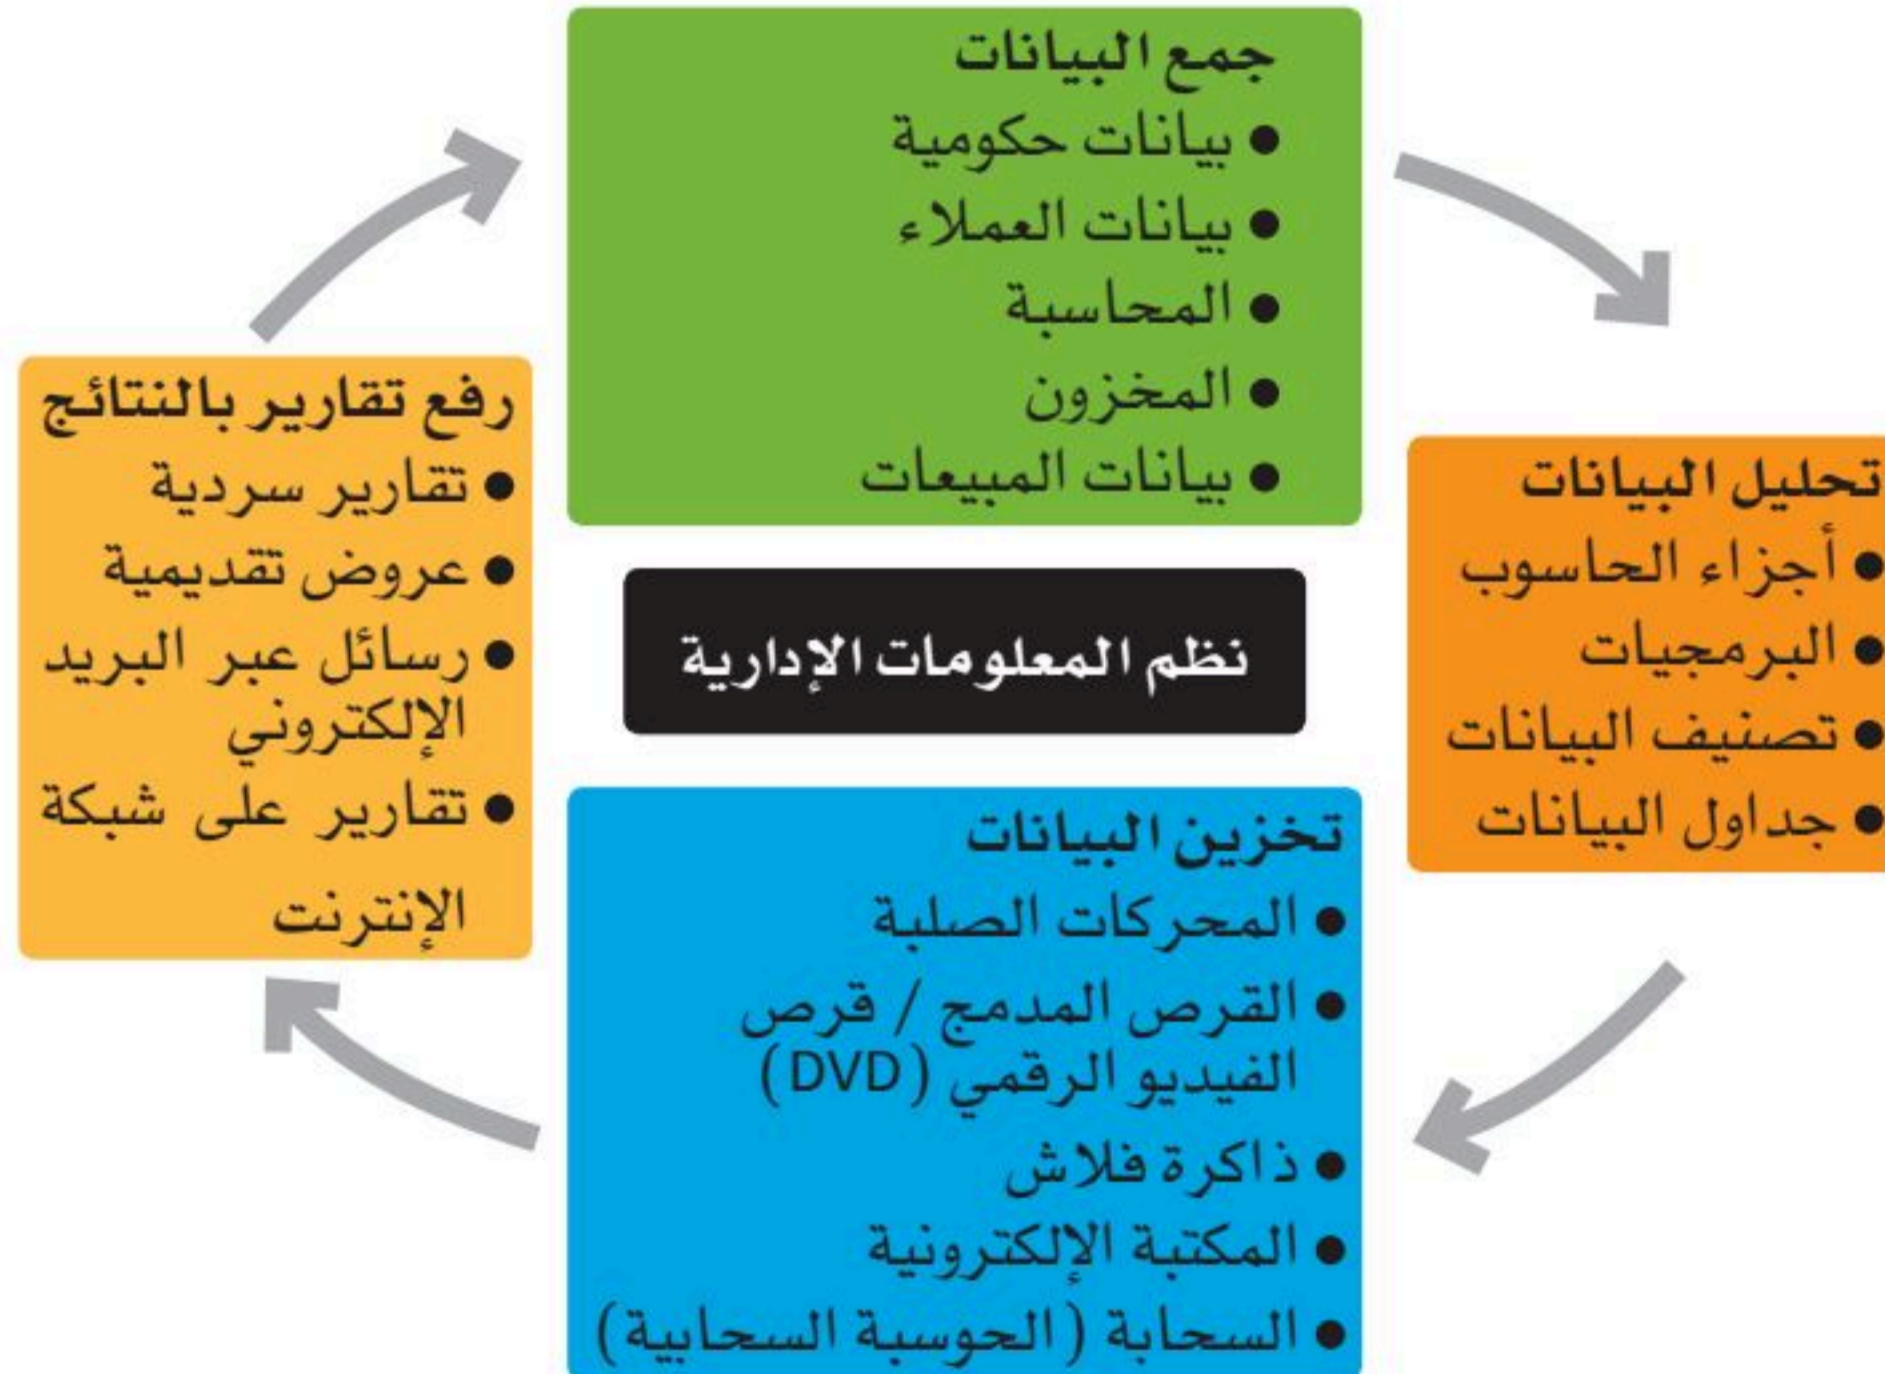 جمع البيانات
• بيانات حكومية
• بيانات العملاء
• المحاسبة
• المخزون
• بيانات المبيعات
تحليل البيانات
• أجزاء الحاسوب
• البرمجيات
• تصنيف البيانات
• جداول البيانات
نظم المعلومات الإدارية
تخزين البيانات
• المحركات الصلبة
• القرص المدمج / قرص
الفيديو الرقمي (DVD)
• ذاكرة فلاش
• المكتبة الإلكترونية
• السحابة (الحوسبة السحابية)
رفع تقارير بالنتائج
• تقارير سردية
• عروض تقديمية
• رسائل عبر البريد
الإلكتروني
• تقارير على شبكة
الإنترنت